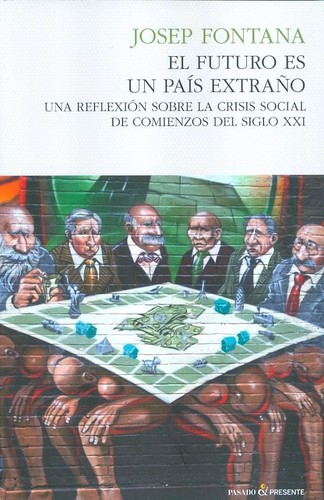 JOSEP FONTANA
EL FUTURO ES
UN PAÍS EXTRAÑO
UNA REFLEXIÓN SOBRE LA CRISIS SOCIAL
DE COMIENZOS DEL SIGLO XXI
PASADO & PRESENTE